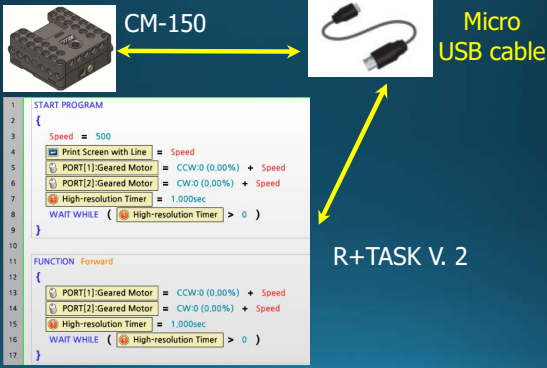 CM-150
Micro
USB cable
1 START PROGRAM
2 {
3 Speed = 500
4 Print Screen with Line = Speed
5 PORT[1]:Geared Motor = CCW:0 (0.00%) + Speed
6 PORT[2]:Geared Motor = CW:0 (0.00%) + Speed
7 High-resolution Timer = 1,000sec
8 WAIT WHILE ( High-resolution Timer > 0 )
9 }
10
11 FUNCTION Forward
12 {
13 PORT[1]:Geared Motor = CCW:0 (0.00%) + Speed
14 PORT[2]:Geared Motor = CW:0 (0.00%) + Speed
15 High-resolution Timer = 1,000sec
16 WAIT WHILE ( High-resolution Timer > 0 )
17 }
R+TASK V. 2